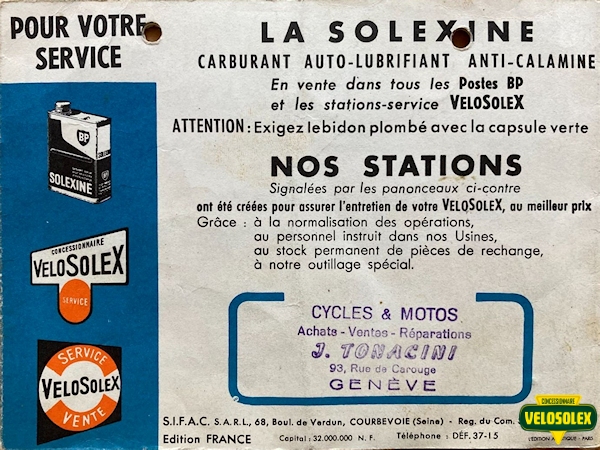 POUR VOTRE
SERVICE
BP
SOLEXINE
CONCESSIONNAIRE
VELOSOLEX
SERVICE
SERVICE
VELOSOLEX
VENTE
LA SOLEXINE
CARBURANT AUTO-LUBRIFIANT ANTI-CALAMINE
En vente dans tous les Postes BP
et les stations-service VELOSOLEX
ATTENTION : Exigez le bidon plombé avec la capsule verte
NOS STATIONS
Signalées par les panonceaux ci-contre
ont été créées pour assurer l'entretien de votre VELOSOLEX, au meilleur prix
Grâce : à la normalisation des opérations,
au personnel instruit dans nos Usines,
au stock permanent de pièces de rechange,
à notre outillage spécial.
CYCLES & MOTOS
Achats - Ventes - Réparations
J. TONACINI
93, Rue de Carouge
GENÈVE
S.I.F.A.C. S.A.R.L., 68, Boul. de Verdun, COURBEVOIE (Seine) - Reg. du Com.
Edition FRANCE Capital : 32.000.000 N. F. Téléphone : DÉF. 37-15
CONCESSIONNAIRE
VELOSOLEX
PARIS